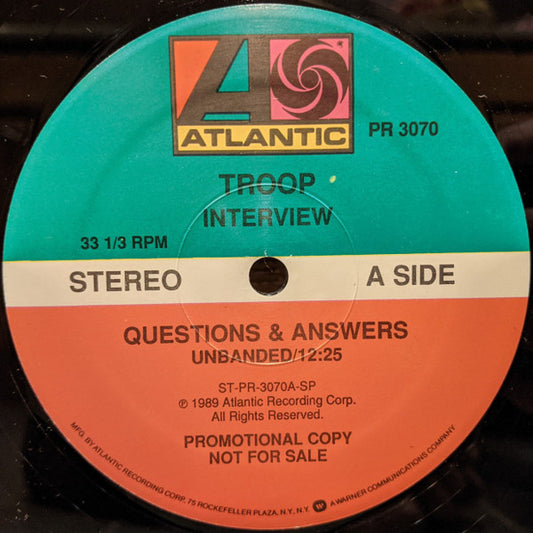 ATLANTIC
PR 3070
TROOP
INTERVIEW
33 1/3 RPM
STEREO
A SIDE
QUESTIONS & ANSWERS
UNBANDED/12:25
ST-PR-3070A-SP
℗ 1989 Atlantic Recording Corp.
All Rights Reserved.
PROMOTIONAL COPY
NOT FOR SALE
MFG. BY ATLANTIC RECORDING CORP., 75 ROCKEFELLER PLAZA, N.Y., N.Y. A WARNER COMMUNICATIONS COMPANY